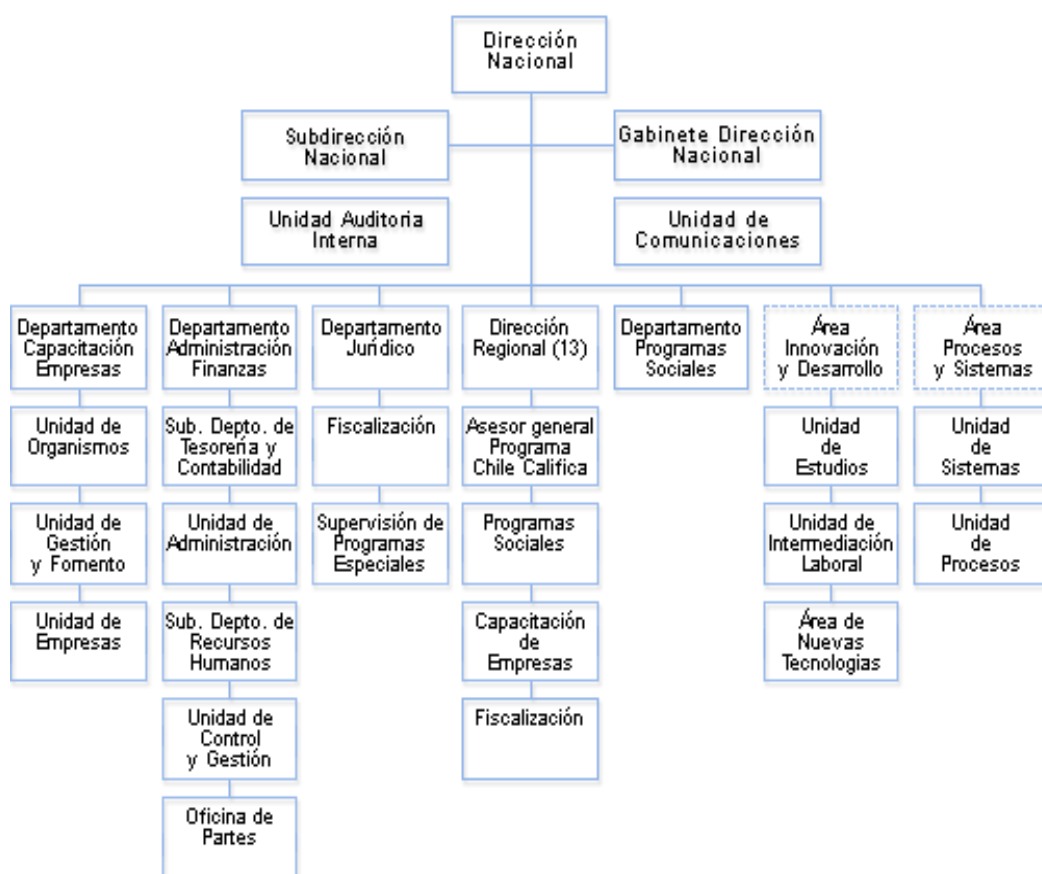 Dirección
Nacional
Subdirección
Nacional
Gabinete Dirección
Nacional
Unidad Auditoria
Interna
Unidad de
Comunicaciones
Departamento
Capacitación
Empresas
Departamento
Administración
Finanzas
Departamento
Jurídico
Dirección
Regional (13)
Departamento
Programas
Sociales
Área
Innovación
y Desarrollo
Área
Procesos
y Sistemas
Unidad de
Organismos
Sub. Depto. de
Tesorería y
Contabilidad
Fiscalización
Asesor general
Programa
Chile Califica
Unidad
de
Estudios
Unidad
de
Sistemas
Unidad de
Gestión
y Fomento
Unidad de
Administración
Supervisión de
Programas
Especiales
Programas
Sociales
Unidad de
Intermediación
Laboral
Unidad
de
Procesos
Unidad de
Empresas
Sub. Depto. de
Recursos
Humanos
Capacitación
de
Empresas
Área de
Nuevas
Tecnologias
Unidad de
Control
y Gestión
Fiscalización
Oficina de
Partes